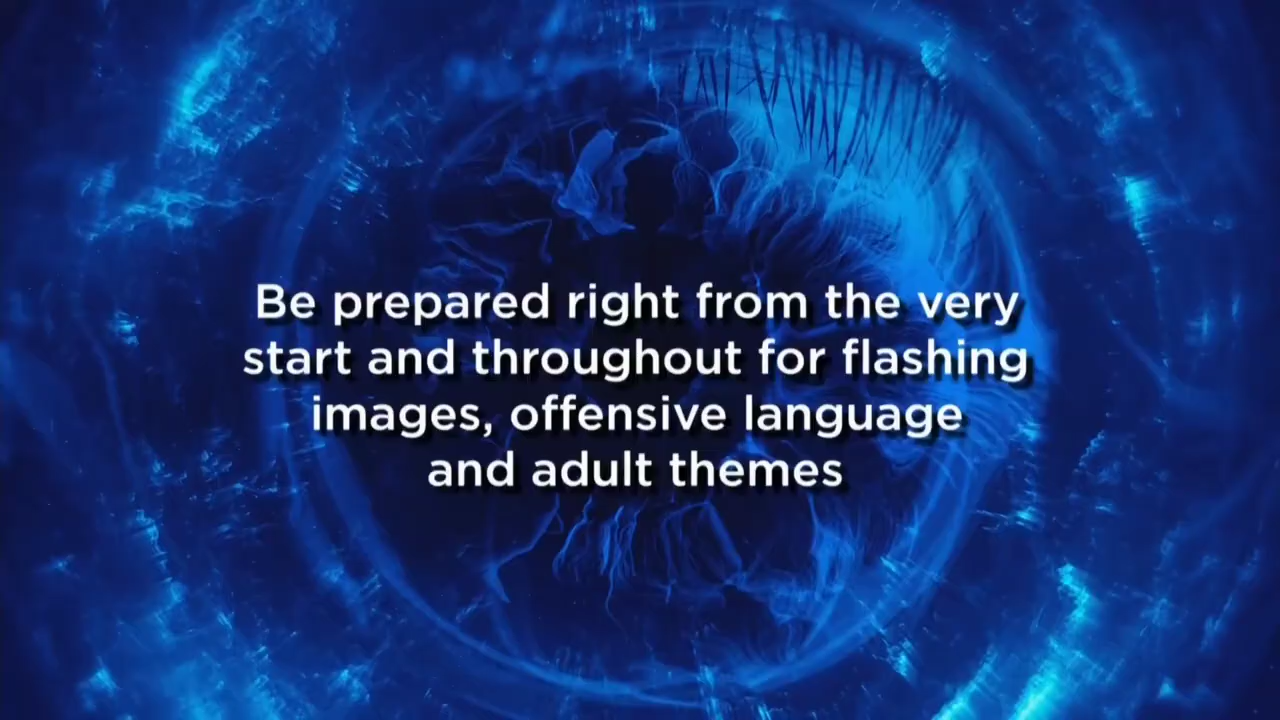 Be prepared right from the very
start and throughout for flashing
images, offensive language
and adult themes